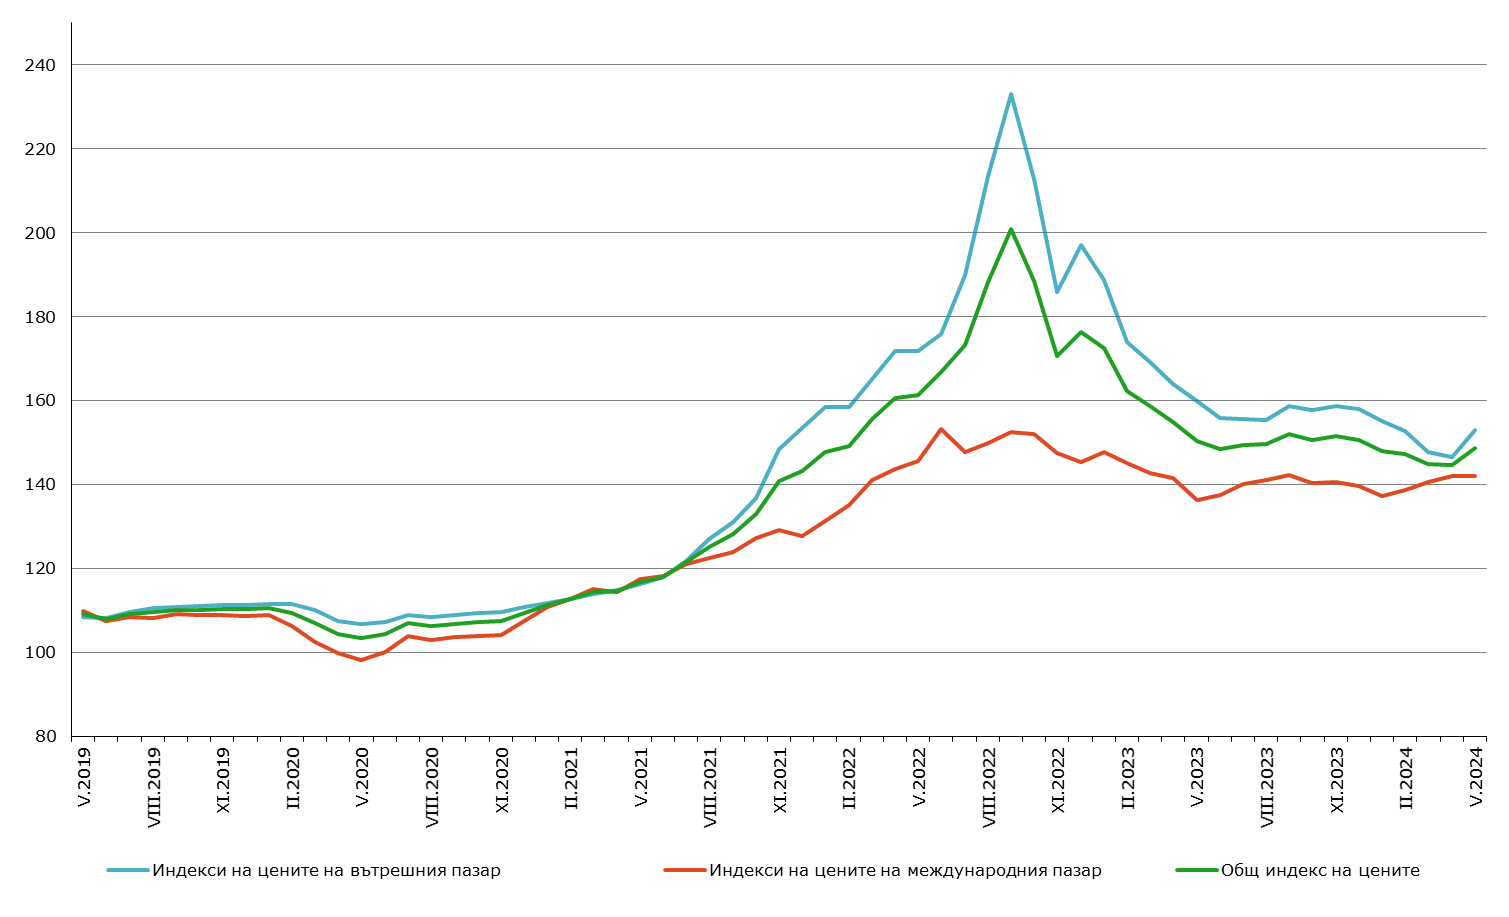 240
220
200
180
160
140
120
100
80
V.2019
VIII.2019
XI.2019
II.2020
V.2020
VIII.2020
XI.2020
II.2021
V.2021
VIII.2021
XI.2021
II.2022
V.2022
VIII.2022
XI.2022
II.2023
V.2023
VIII.2023
XI.2023
II.2024
V.2024
Индекси на цените на вътрешния пазар
Индекси на цените на международния пазар
Общ индекс на цените